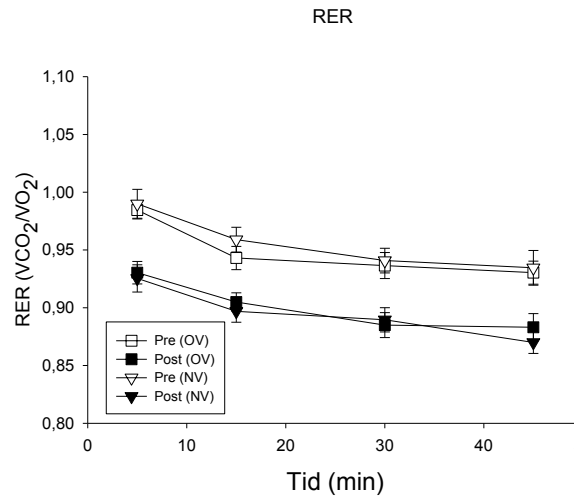 RER
1,10
1,05
1,00
0,95
0,90
0,85
0,80
RER (VCO2/VO2)
Pre (OV)
Post (OV)
Pre (NV)
Post (NV)
0 10 20 30 40
Tid (min)